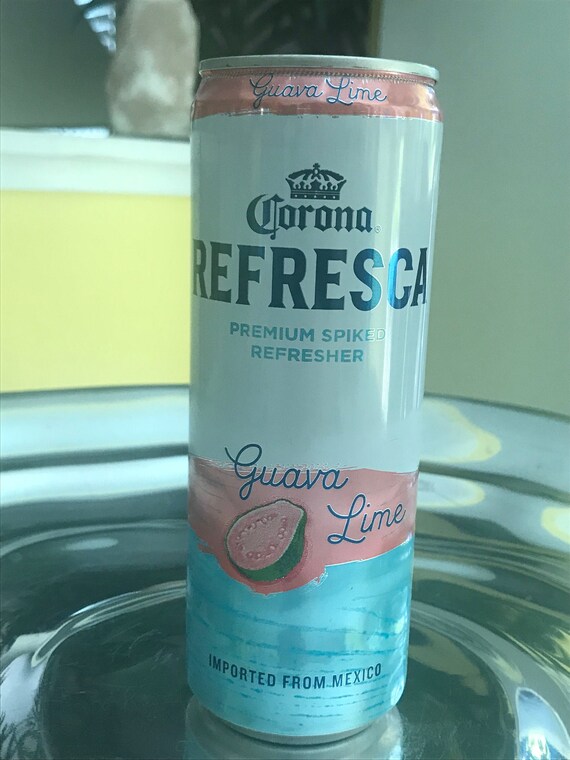 Guava Lime
Corona
REFRESCA
PREMIUM SPIKED
REFRESHER
Guava
Lime
IMPORTED FROM MEXICO